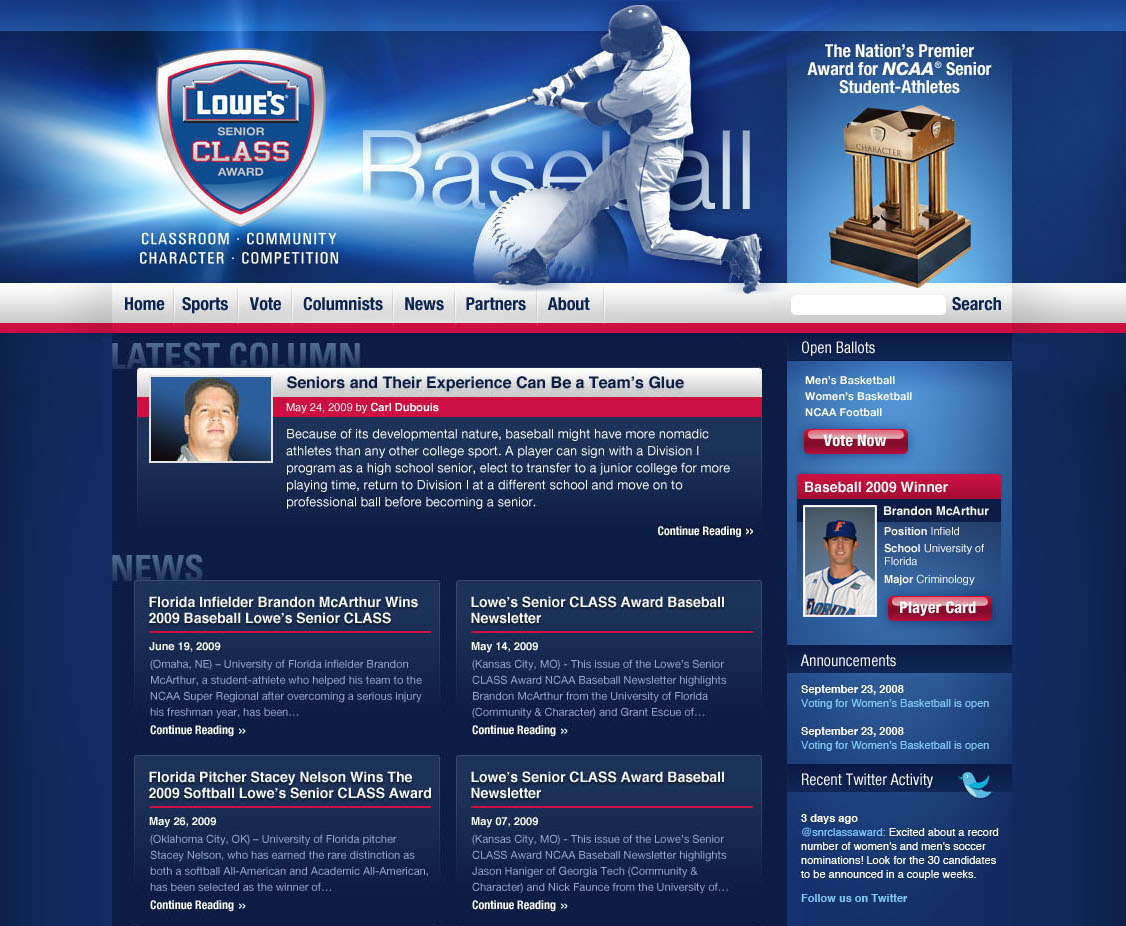 LOWE'S®
SENIOR
CLASS
AWARD
CLASSROOM · COMMUNITY
CHARACTER · COMPETITION
Baseball
The Nation's Premier
Award for NCAA® Senior
Student-Athletes
CHARACTER
Home
Sports
Vote
Columnists
News
Partners
About
Search
LATEST COLUMN
Seniors and Their Experience Can Be a Team's Glue
May 24, 2009 by Carl Dubouis
Because of its developmental nature, baseball might have more nomadic
athletes than any other college sport. A player can sign with a Division I
program as a high school senior, elect to transfer to a junior college for more
playing time, return to Division I at a different school and move on to
professional ball before becoming a senior.
Continue Reading ››
NEWS
Florida Infielder Brandon McArthur Wins
2009 Baseball Lowe's Senior CLASS
June 19, 2009
(Omaha, NE) – University of Florida infielder Brandon
McArthur, a student-athlete who helped his team to the
NCAA Super Regional after overcoming a serious injury
his freshman year, has been…
Continue Reading ››
Lowe's Senior CLASS Award Baseball
Newsletter
May 14, 2009
(Kansas City, MO) - This issue of the Lowe's Senior
CLASS Award NCAA Baseball Newsletter highlights
Brandon McArthur from the University of Florida
(Community & Character) and Grant Escue of…
Continue Reading ››
Florida Pitcher Stacey Nelson Wins The
2009 Softball Lowe's Senior CLASS Award
May 26, 2009
(Oklahoma City, OK) – University of Florida pitcher
Stacey Nelson, who has earned the rare distinction as
both a softball All-American and Academic All-American,
has been selected as the winner of…
Continue Reading ››
Lowe's Senior CLASS Award Baseball
Newsletter
May 07, 2009
(Kansas City, MO) - This issue of the Lowe's Senior
CLASS Award NCAA Baseball Newsletter highlights
Jason Haniger of Georgia Tech (Community &
Character) and Nick Faunce from the University of…
Continue Reading ››
Open Ballots
Men's Basketball
Women's Basketball
NCAA Football
Vote Now
Baseball 2009 Winner
Brandon McArthur
Position Infield
School University of
Florida
Major Criminology
F
FLORIDA
Player Card
Announcements
September 23, 2008
Voting for Women's Basketball is open
September 23, 2008
Voting for Women's Basketball is open
Recent Twitter Activity
3 days ago
@snrclassaward: Excited about a record
number of women's and men's soccer
nominations! Look for the 30 candidates
to be announced in a couple weeks.
Follow us on Twitter